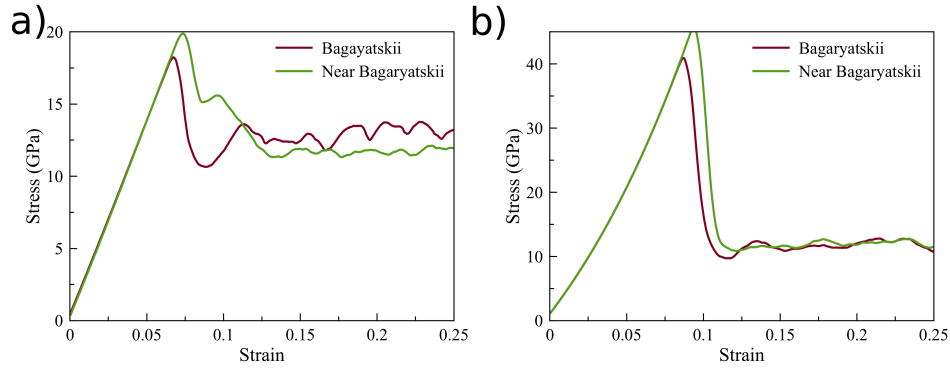 a)
20
15
10
5
0
Stress (GPa)
Bagayatskii
Near Bagaryatskii
0
0.05
0.1
0.15
0.2
0.25
Strain
b)
40
30
20
10
0
Stress (GPa)
Bagaryatskii
Near Bagaryatskii
0
0.05
0.1
0.15
0.2
0.25
Strain